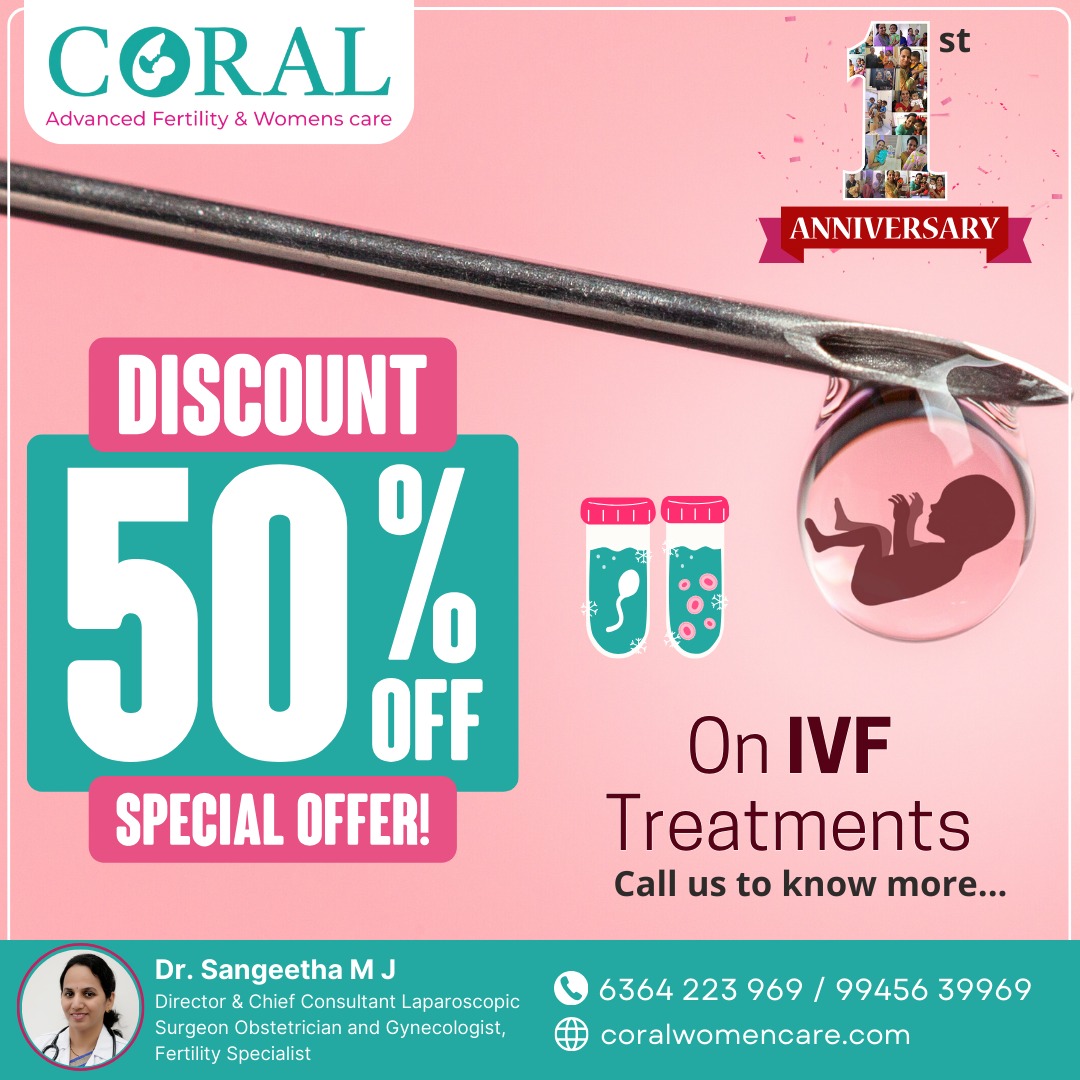 CORAL
Advanced Fertility & Womens care
1st
ANNIVERSARY
DISCOUNT
50%
OFF
SPECIAL OFFER!
On IVF
Treatments
Call us to know more...
Dr. Sangeetha M J
Director & Chief Consultant Laparoscopic
Surgeon Obstetrician and Gynecologist,
Fertility Specialist
6364 223 969 / 99456 39969
coralwomencare.com